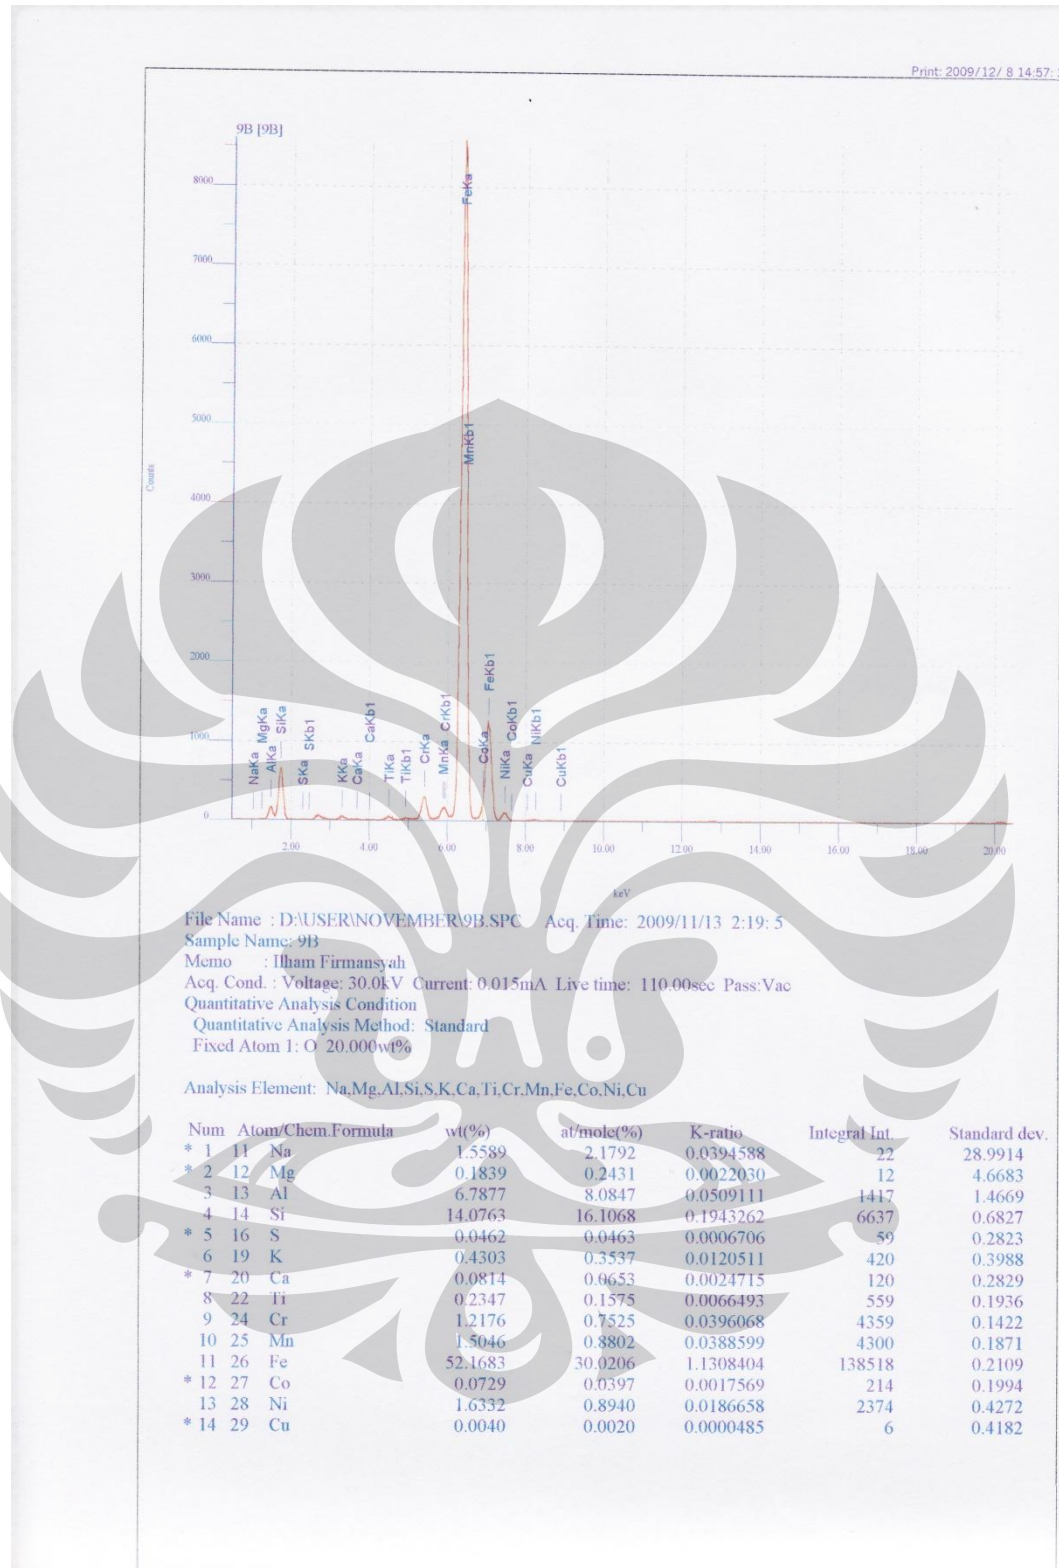 Print: 2009/12/ 8 14:57:
9B [9B]
8000
7000
6000
5000
4000
3000
2000
1000
0
Counts
FeKa
MnKb1
FeKb1
NaKa
MgKa
AlKa
SiKa
SKa
SKb1
KKa
CaKa
CaKb1
TiKa
TiKb1
CrKa
MnKa
CrKb1
CoKa
NiKa
CoKb1
CuKa
NiKb1
CuKb1
2.00 4.00 6.00 8.00 10.00 12.00 14.00 16.00 18.00 20.00
keV
File Name : D:\USER\NOVEMBER\9B.SPC Acq. Time: 2009/11/13 2:19: 5
Sample Name: 9B
Memo : Ilham Firmansyah
Acq. Cond. : Voltage: 30.0kV Current: 0.015mA Live time: 110.00sec Pass:Vac
Quantitative Analysis Condition
Quantitative Analysis Method: Standard
Fixed Atom 1: O 20.000wt%
Analysis Element: Na,Mg,Al,Si,S,K,Ca,Ti,Cr,Mn,Fe,Co,Ni,Cu
Num Atom/Chem.Formula wt(%) at/mole(%) K-ratio Integral Int. Standard dev.
* 1 11 Na 1.5589 2.1792 0.0394588 22 28.9914
* 2 12 Mg 0.1839 0.2431 0.0022030 12 4.6683
3 13 Al 6.7877 8.0847 0.0509111 1417 1.4669
4 14 Si 14.0763 16.1068 0.1943262 6637 0.6827
* 5 16 S 0.0462 0.0463 0.0006706 59 0.2823
6 19 K 0.4303 0.3537 0.0120511 420 0.3988
* 7 20 Ca 0.0814 0.0653 0.0024715 120 0.2829
8 22 Ti 0.2347 0.1575 0.0066493 559 0.1936
9 24 Cr 1.2176 0.7525 0.0396068 4359 0.1422
10 25 Mn 1.5046 0.8802 0.0388599 4300 0.1871
11 26 Fe 52.1683 30.0206 1.1308404 138518 0.2109
* 12 27 Co 0.0729 0.0397 0.0017569 214 0.1994
13 28 Ni 1.6332 0.8940 0.0186658 2374 0.4272
* 14 29 Cu 0.0040 0.0020 0.0000485 6 0.4182